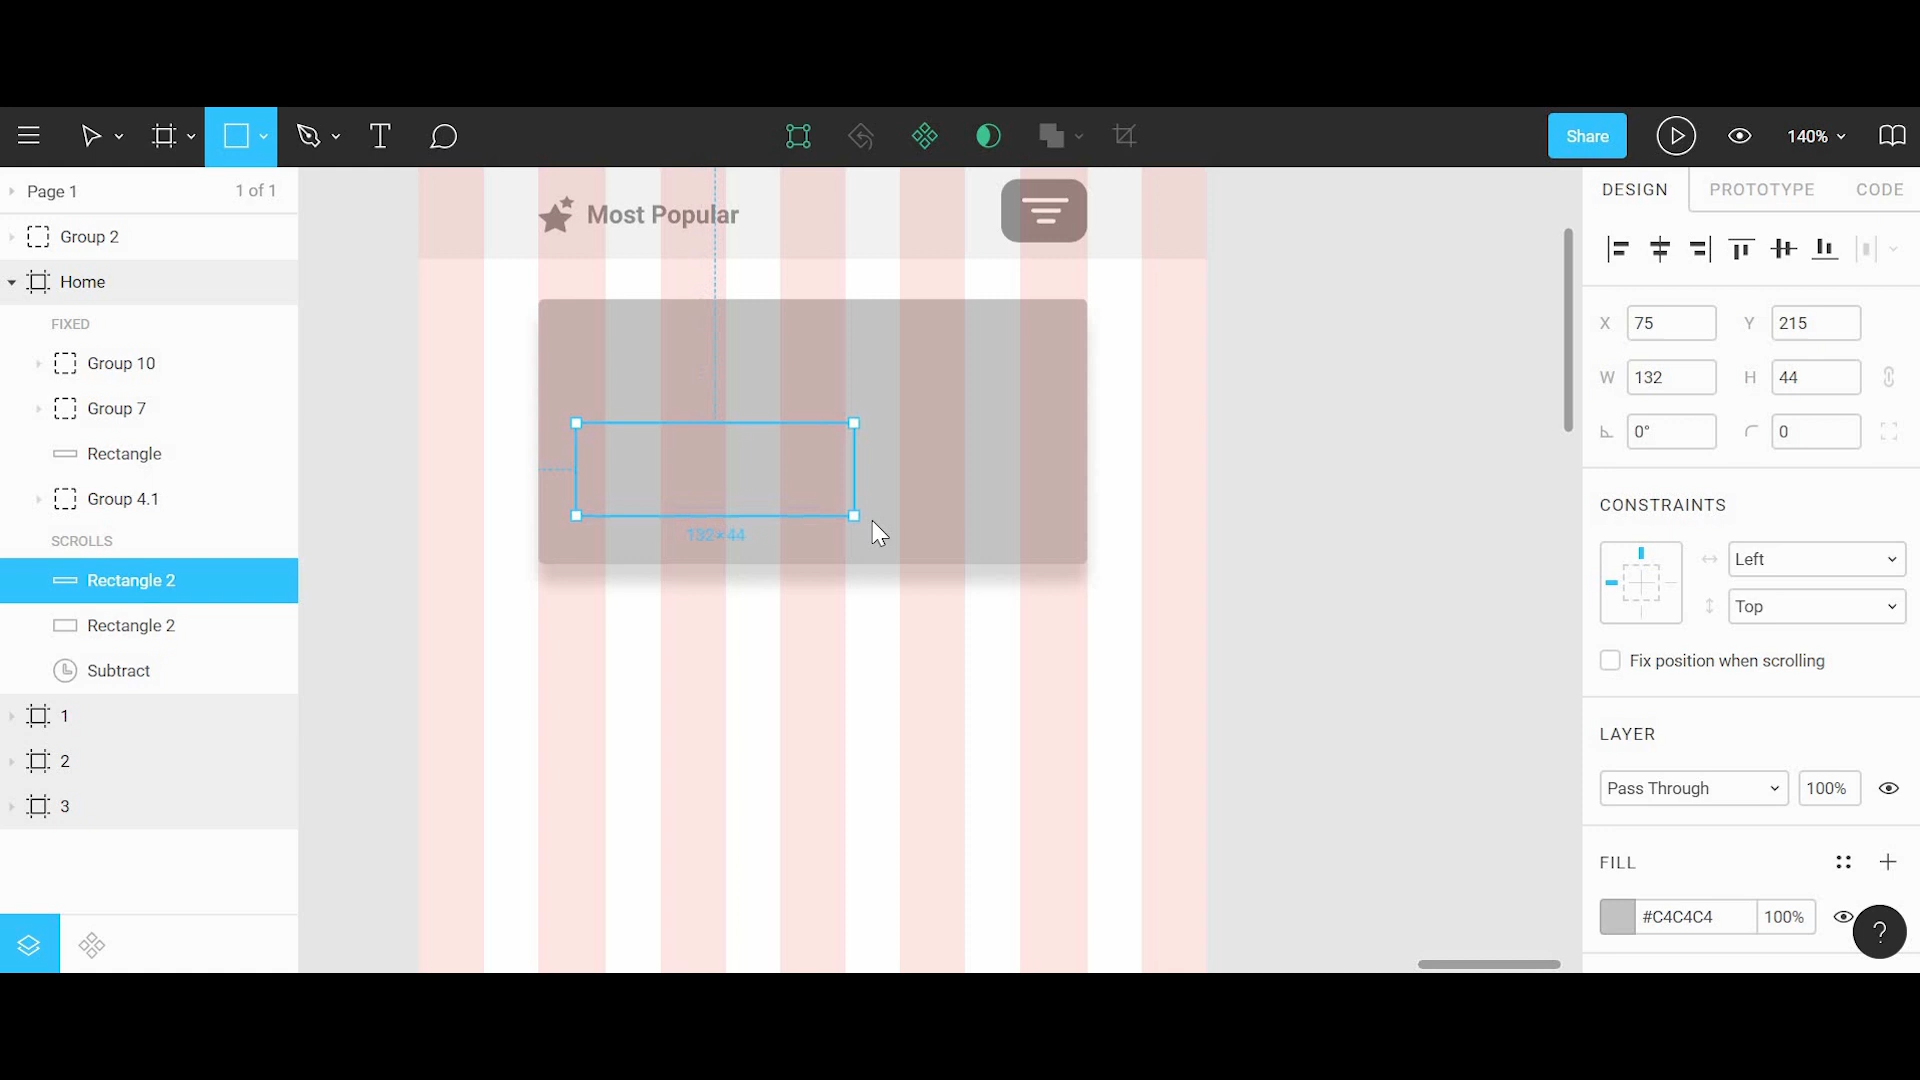 Share
140%
Page 1
1 of 1
Group 2
Home
FIXED
Group 10
Group 7
Rectangle
Group 4.1
SCROLLS
Rectangle 2
Rectangle 2
Subtract
1
2
3
Most Popular
132×44
DESIGN
PROTOTYPE
CODE
X 75 Y 215
W 132 H 44
0° 0
CONSTRAINTS
Left
Top
Fix position when scrolling
LAYER
Pass Through 100%
FILL
#C4C4C4 100%
?